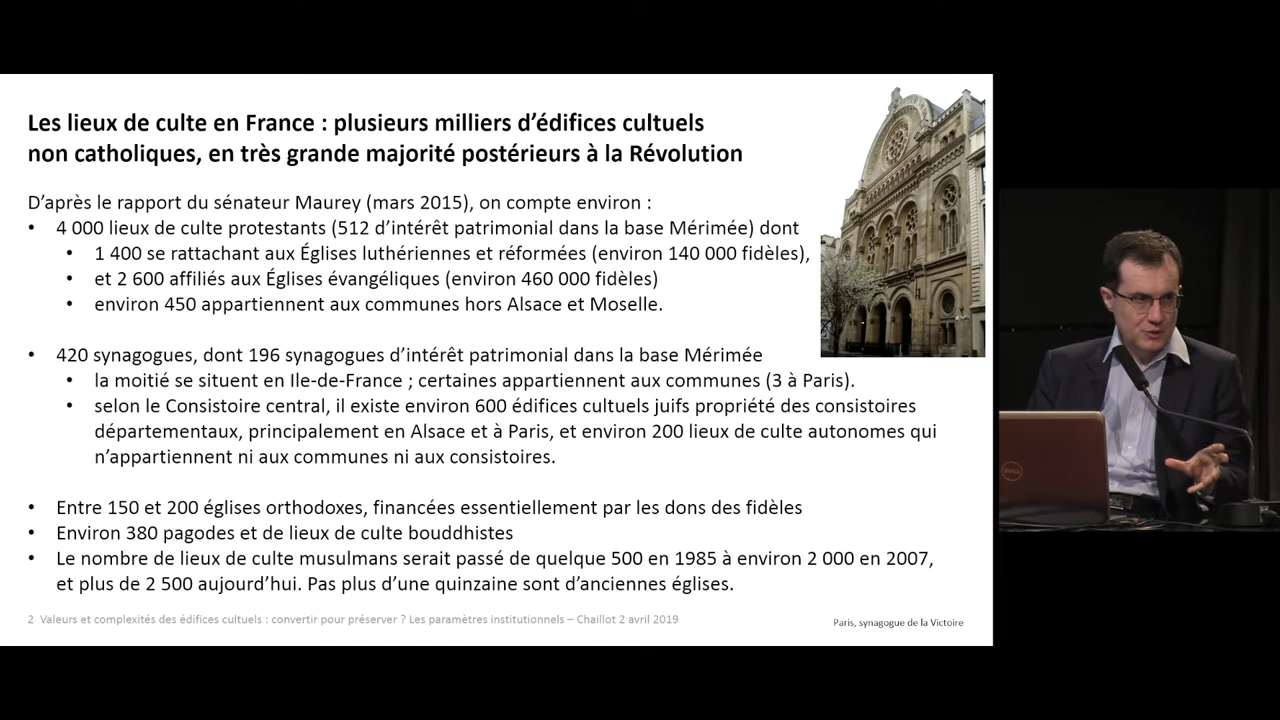 Les lieux de culte en France : plusieurs milliers d'édifices cultuels
non catholiques, en très grande majorité postérieurs à la Révolution
D'après le rapport du sénateur Maurey (mars 2015), on compte environ :
• 4 000 lieux de culte protestants (512 d'intérêt patrimonial dans la base Mérimée) dont
• 1 400 se rattachant aux Églises luthériennes et réformées (environ 140 000 fidèles),
• et 2 600 affiliés aux Églises évangéliques (environ 460 000 fidèles)
• environ 450 appartiennent aux communes hors Alsace et Moselle.
• 420 synagogues, dont 196 synagogues d'intérêt patrimonial dans la base Mérimée
• la moitié se situent en Ile-de-France ; certaines appartiennent aux communes (3 à Paris).
• selon le Consistoire central, il existe environ 600 édifices cultuels juifs propriété des consistoires
départementaux, principalement en Alsace et à Paris, et environ 200 lieux de culte autonomes qui
n'appartiennent ni aux communes ni aux consistoires.
• Entre 150 et 200 églises orthodoxes, financées essentiellement par les dons des fidèles
• Environ 380 pagodes et de lieux de culte bouddhistes
• Le nombre de lieux de culte musulmans serait passé de quelque 500 en 1985 à environ 2 000 en 2007,
et plus de 2 500 aujourd'hui. Pas plus d'une quinzaine sont d'anciennes églises.
2 Valeurs et complexités des édifices cultuels : convertir pour préserver ? Les paramètres institutionnels – Chaillot 2 avril 2019
Paris, synagogue de la Victoire
DELL